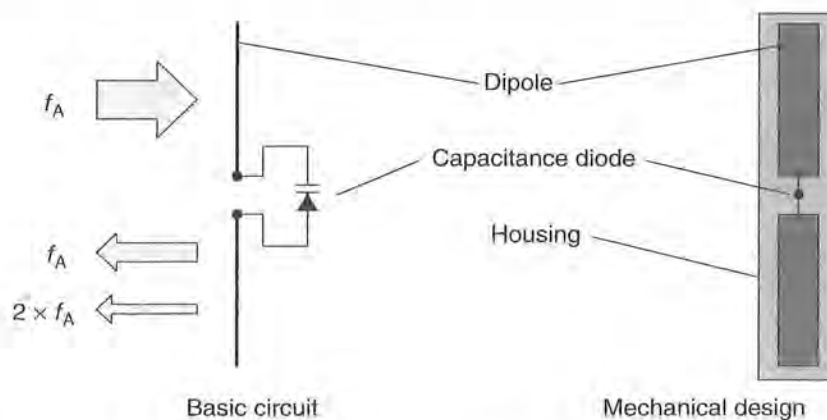 f_A
Dipole
Capacitance diode
f_A
Housing
2 × f_A
Basic circuit
Mechanical design